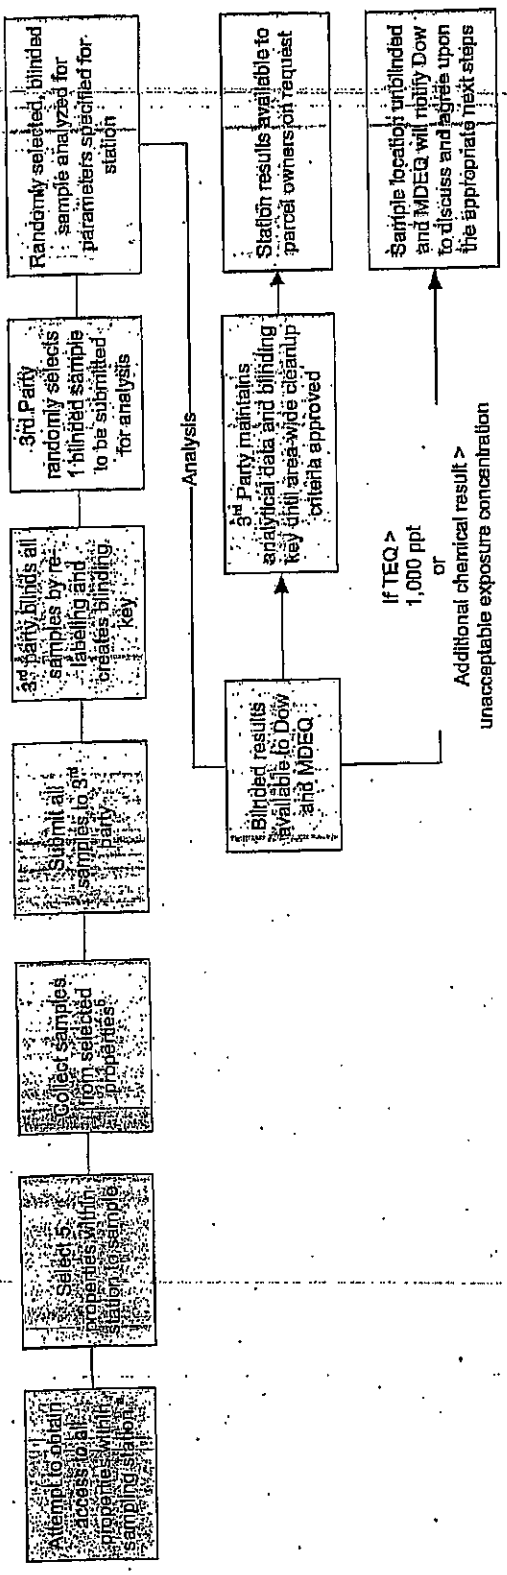 Attempt to obtain
access to all
properties within
sampling station
Select 5
properties within
station to sample
Collect samples
from selected
properties
Submit all
samples to 3rd
party
3rd party blinds all
samples by re-
labeling and
creates blinding
key
3rd Party
randomly selects
1 blinded sample
to be submitted
for analysis
Randomly selected, blinded
sample analyzed for
parameters specified for
station
Analysis
Blinded results
available to Dow
and MDEQ
3rd Party maintains
analytical data and blinding
key until area-wide cleanup
criteria approved
Station results available to
parcel owners on request
If TEQ >
1,000 ppt
or
Additional chemical result >
unacceptable exposure concentration
Sample location unblinded
and MDEQ will notify Dow
to discuss and agree upon
the appropriate next steps